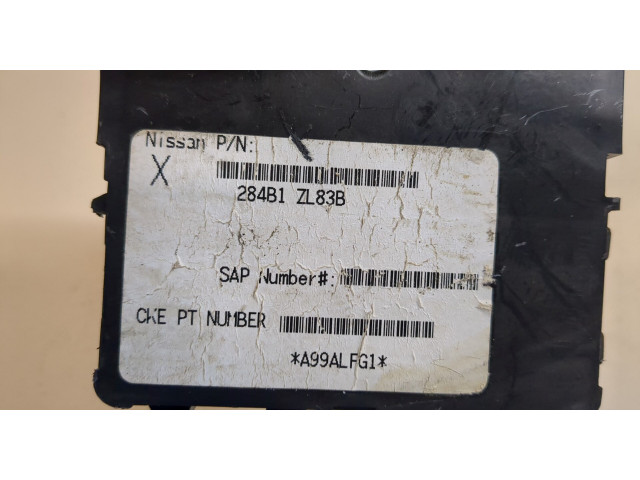 Nissan P/N:
X
284B1 ZL83B
SAP Number#:
CKE PT NUMBER
*A99ALFG1*